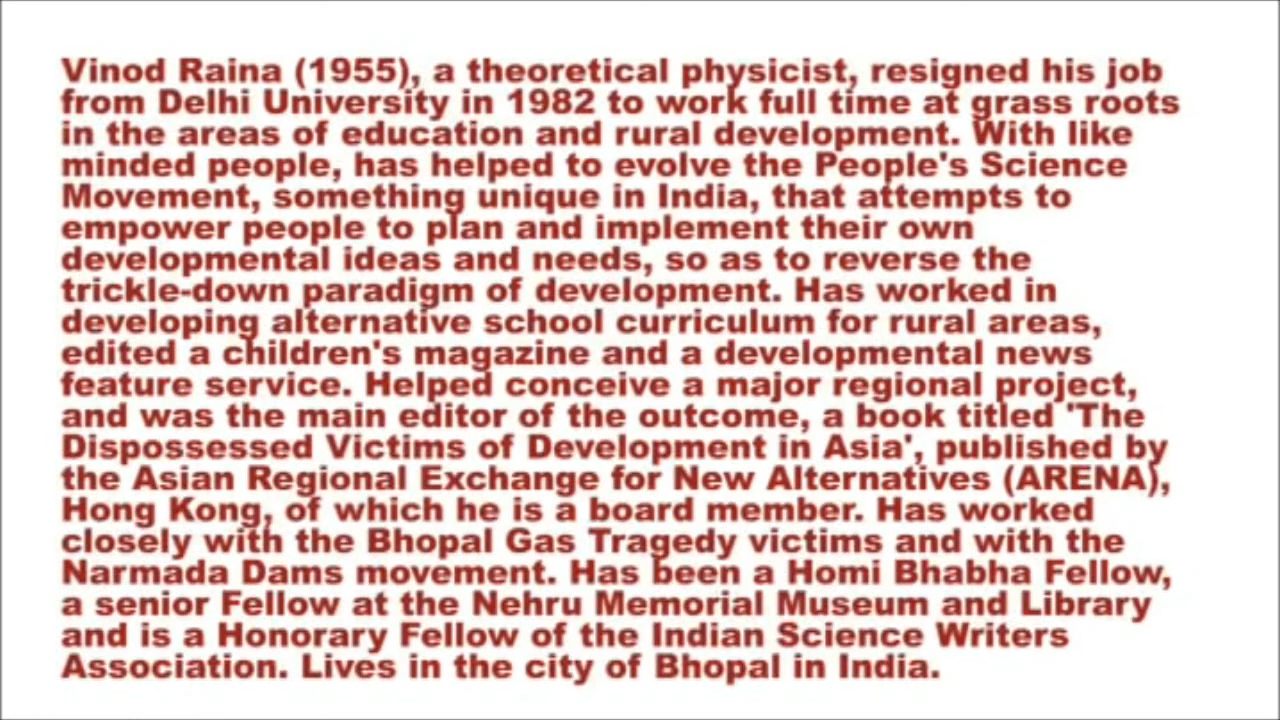 Vinod Raina (1955), a theoretical physicist, resigned his job
from Delhi University in 1982 to work full time at grass roots
in the areas of education and rural development. With like
minded people, has helped to evolve the People's Science
Movement, something unique in India, that attempts to
empower people to plan and implement their own
developmental ideas and needs, so as to reverse the
trickle-down paradigm of development. Has worked in
developing alternative school curriculum for rural areas,
edited a children's magazine and a developmental news
feature service. Helped conceive a major regional project,
and was the main editor of the outcome, a book titled 'The
Dispossessed Victims of Development in Asia', published by
the Asian Regional Exchange for New Alternatives (ARENA),
Hong Kong, of which he is a board member. Has worked
closely with the Bhopal Gas Tragedy victims and with the
Narmada Dams movement. Has been a Homi Bhabha Fellow,
a senior Fellow at the Nehru Memorial Museum and Library
and is a Honorary Fellow of the Indian Science Writers
Association. Lives in the city of Bhopal in India.